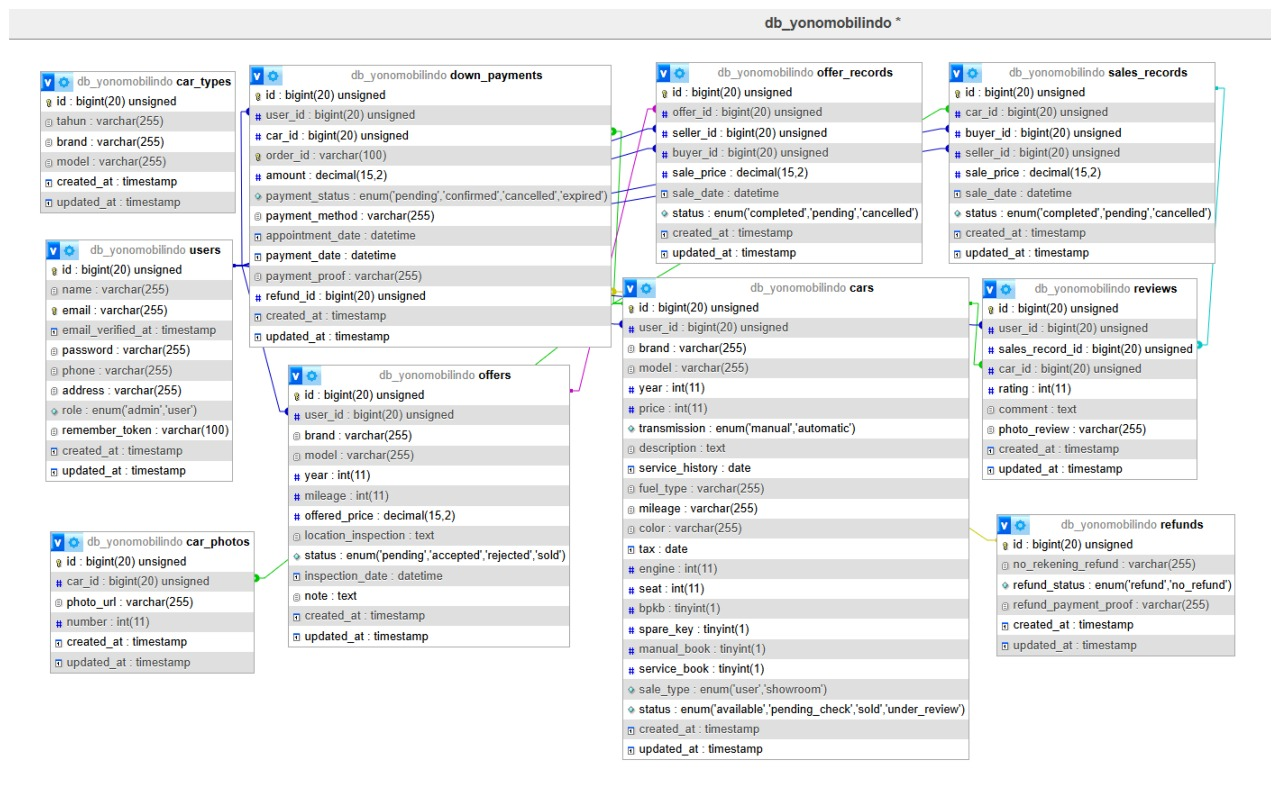 db_yonomobilindo *
db_yonomobilindo car_types
id : bigint(20) unsigned
tahun : varchar(255)
brand : varchar(255)
model : varchar(255)
created_at : timestamp
updated_at : timestamp
db_yonomobilindo down_payments
id : bigint(20) unsigned
user_id : bigint(20) unsigned
car_id : bigint(20) unsigned
order_id : varchar(100)
amount : decimal(15,2)
payment_status : enum('pending','confirmed','cancelled','expired')
payment_method : varchar(255)
appointment_date : datetime
payment_date : datetime
payment_proof : varchar(255)
refund_id : bigint(20) unsigned
created_at : timestamp
updated_at : timestamp
db_yonomobilindo offer_records
id : bigint(20) unsigned
offer_id : bigint(20) unsigned
seller_id : bigint(20) unsigned
buyer_id : bigint(20) unsigned
sale_price : decimal(15,2)
sale_date : datetime
status : enum('completed','pending','cancelled')
created_at : timestamp
updated_at : timestamp
db_yonomobilindo sales_records
id : bigint(20) unsigned
car_id : bigint(20) unsigned
buyer_id : bigint(20) unsigned
seller_id : bigint(20) unsigned
sale_price : decimal(15,2)
sale_date : datetime
status : enum('completed','pending','cancelled')
created_at : timestamp
updated_at : timestamp
db_yonomobilindo users
id : bigint(20) unsigned
name : varchar(255)
email : varchar(255)
email_verified_at : timestamp
password : varchar(255)
phone : varchar(255)
address : varchar(255)
role : enum('admin','user')
remember_token : varchar(100)
created_at : timestamp
updated_at : timestamp
db_yonomobilindo offers
id : bigint(20) unsigned
user_id : bigint(20) unsigned
brand : varchar(255)
model : varchar(255)
year : int(11)
mileage : int(11)
offered_price : decimal(15,2)
location_inspection : text
status : enum('pending','accepted','rejected','sold')
inspection_date : datetime
note : text
created_at : timestamp
updated_at : timestamp
db_yonomobilindo cars
id : bigint(20) unsigned
user_id : bigint(20) unsigned
brand : varchar(255)
model : varchar(255)
year : int(11)
price : int(11)
transmission : enum('manual','automatic')
description : text
service_history : date
fuel_type : varchar(255)
mileage : varchar(255)
color : varchar(255)
tax : date
engine : int(11)
seat : int(11)
bpkb : tinyint(1)
spare_key : tinyint(1)
manual_book : tinyint(1)
service_book : tinyint(1)
sale_type : enum('user','showroom')
status : enum('available','pending_check','sold','under_review')
created_at : timestamp
updated_at : timestamp
db_yonomobilindo reviews
id : bigint(20) unsigned
user_id : bigint(20) unsigned
sales_record_id : bigint(20) unsigned
car_id : bigint(20) unsigned
rating : int(11)
comment : text
photo_review : varchar(255)
created_at : timestamp
updated_at : timestamp
db_yonomobilindo car_photos
id : bigint(20) unsigned
car_id : bigint(20) unsigned
photo_url : varchar(255)
number : int(11)
created_at : timestamp
updated_at : timestamp
db_yonomobilindo refunds
id : bigint(20) unsigned
no_rekening_refund : varchar(255)
refund_status : enum('refund','no_refund')
refund_payment_proof : varchar(255)
created_at : timestamp
updated_at : timestamp